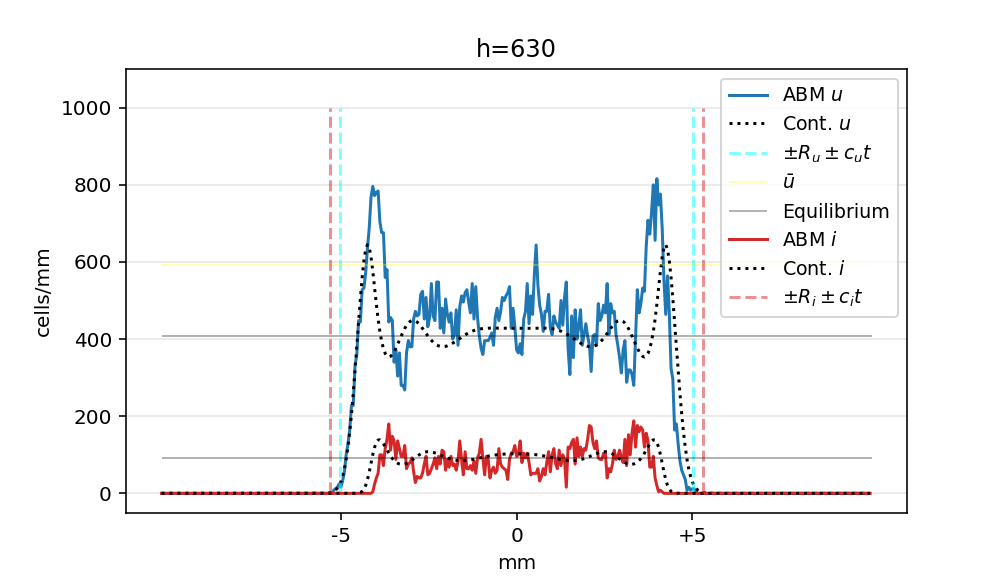 h=630
1000
800
600
400
200
0
cells/mm
-5
0
+5
mm
ABM u
Cont. u
±R_u ± c_u t
ū
Equilibrium
ABM i
Cont. i
±R_i ± c_i t